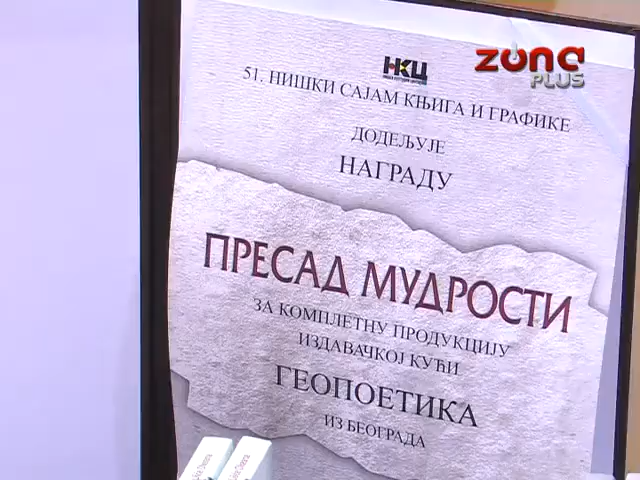 НКЦ
zona
PLUS
51. НИШКИ САЈАМ КЊИГА И ГРАФИКЕ
ДОДЕЉУЈЕ
НАГРАДУ
ПРЕСАД МУДРОСТИ
ЗА КОМПЛЕТНУ ПРОДУКЦИЈУ
ИЗДАВАЧКОЈ КУЋИ
ГЕОПОЕТИКА
ИЗ БЕОГРАДА